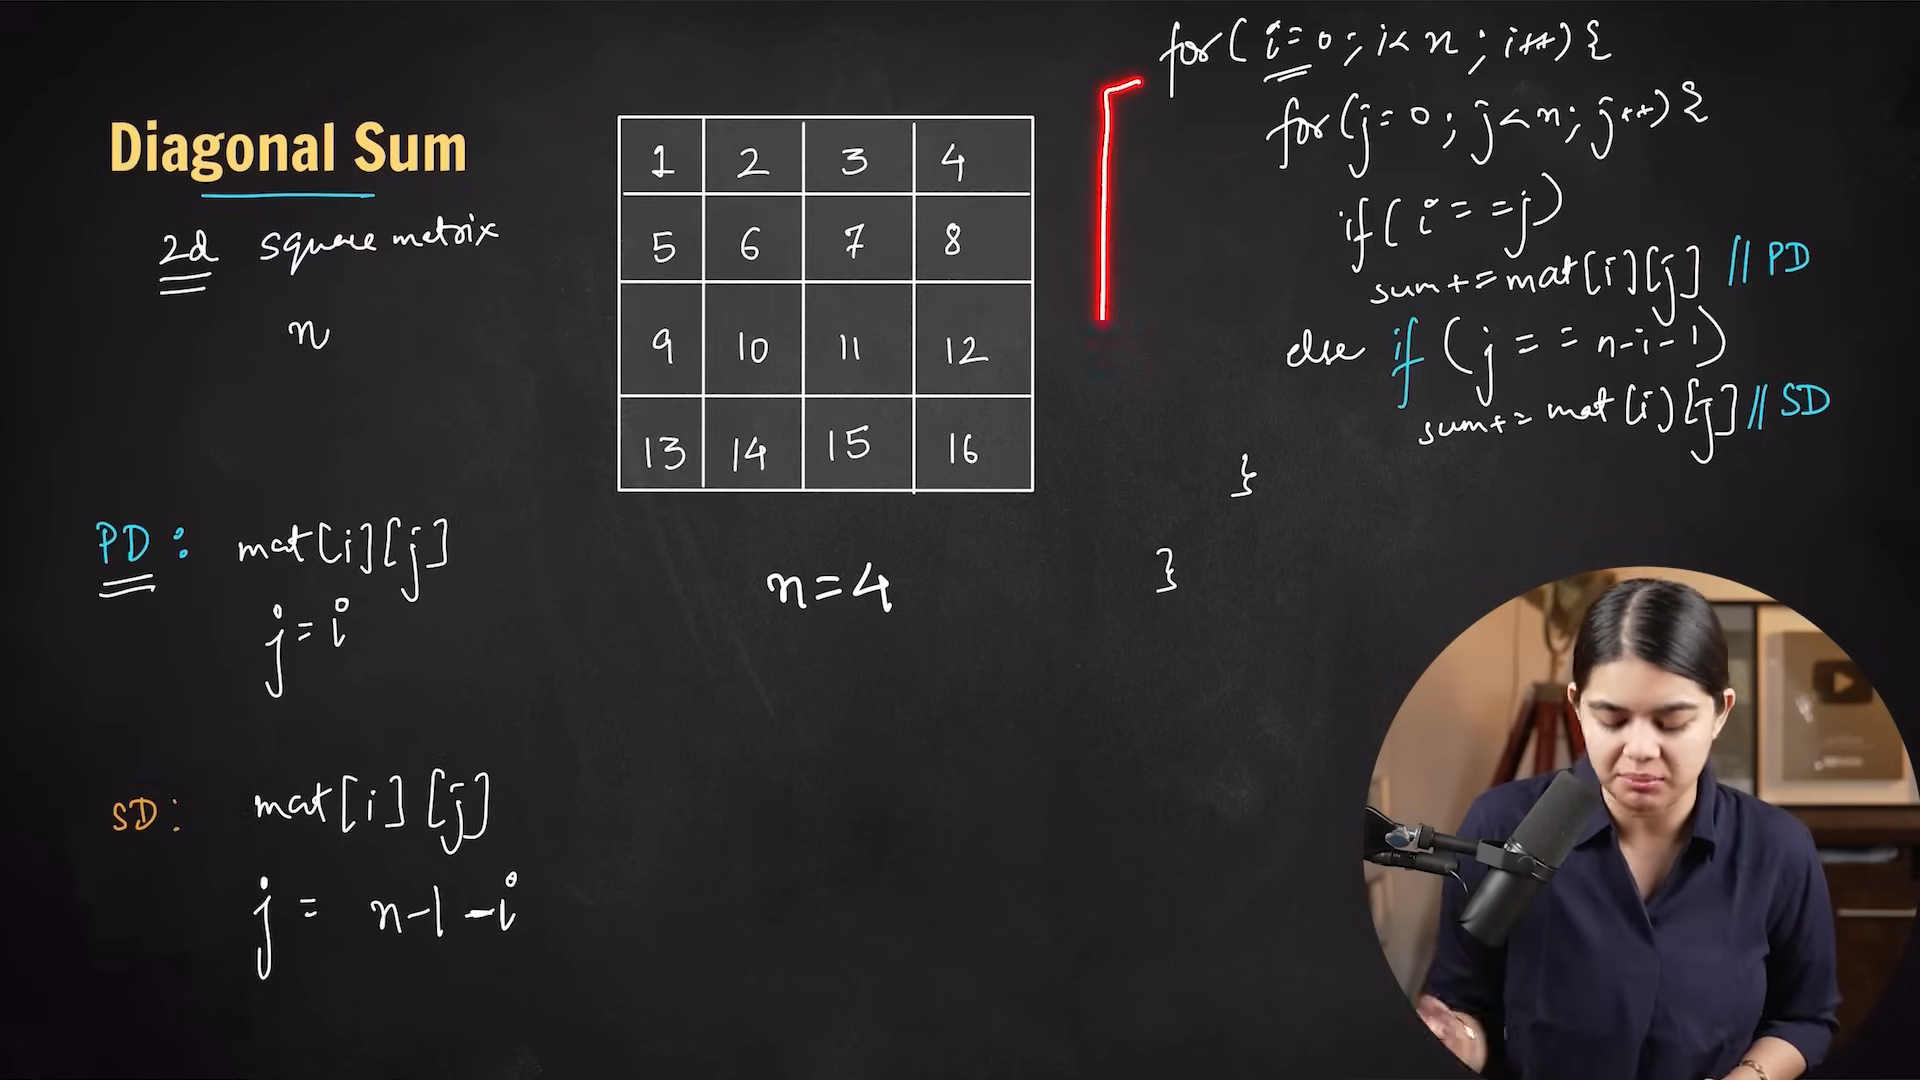 Diagonal Sum
2d square metrix
n
1 2 3 4
5 6 7 8
9 10 11 12
13 14 15 16
n=4
PD: mat[i][j]
j=i
SD: mat[i][j]
j= n-1-i
for(i=0; i<n; i++){
for(j=0; j<n; j++){
if(i==j)
sum+=mat[i][j] // PD
else if (j==n-i-1)
sum+=mat[i][j] // SD
}
}